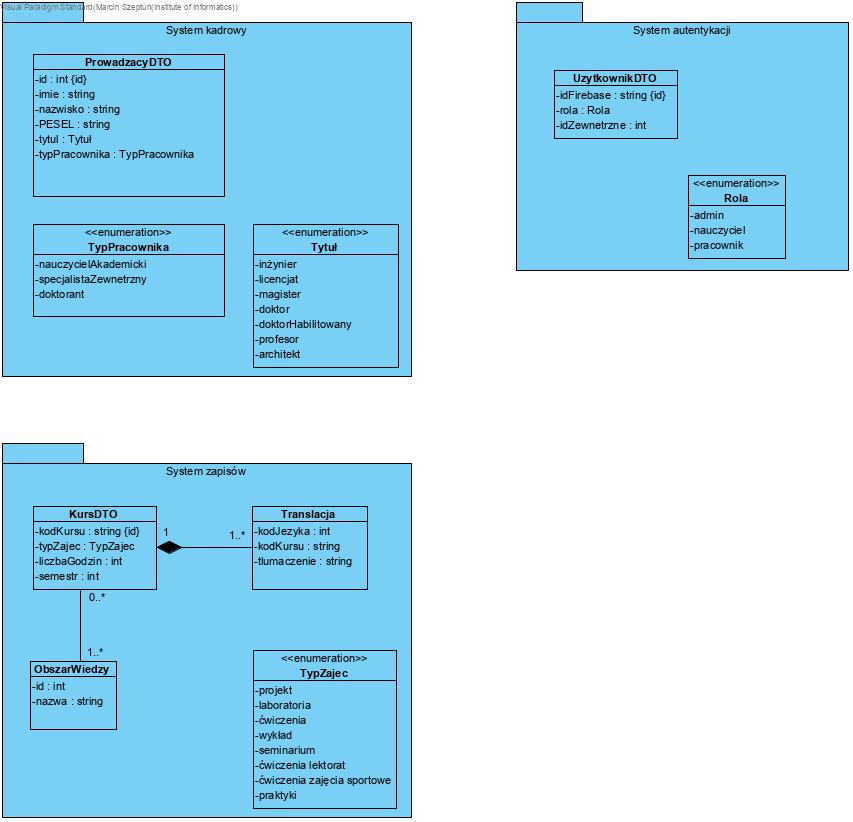 Visual Paradigm Standard(Marcin Szeptun(Institute of Informatics))
System kadrowy
ProwadzacyDTO
-id : int {id}
-imie : string
-nazwisko : string
-PESEL : string
-tytul : Tytuł
-typPracownika : TypPracownika
<<enumeration>>
TypPracownika
-nauczycielAkademicki
-specjalistaZewnetrzny
-doktorant
<<enumeration>>
Tytuł
-inżynier
-licencjat
-magister
-doktor
-doktorHabilitowany
-profesor
-architekt
System autentykacji
UzytkownikDTO
-idFirebase : string {id}
-rola : Rola
-idZewnetrzne : int
<<enumeration>>
Rola
-admin
-nauczyciel
-pracownik
System zapisów
KursDTO
-kodKursu : string {id}
-typZajec : TypZajec
-liczbaGodzin : int
-semestr : int
1
1..*
Translacja
-kodJezyka : int
-kodKursu : string
-tlumaczenie : string
0..*
1..*
ObszarWiedzy
-id : int
-nazwa : string
<<enumeration>>
TypZajec
-projekt
-laboratoria
-ćwiczenia
-wykład
-seminarium
-ćwiczenia lektorat
-ćwiczenia zajęcia sportowe
-praktyki